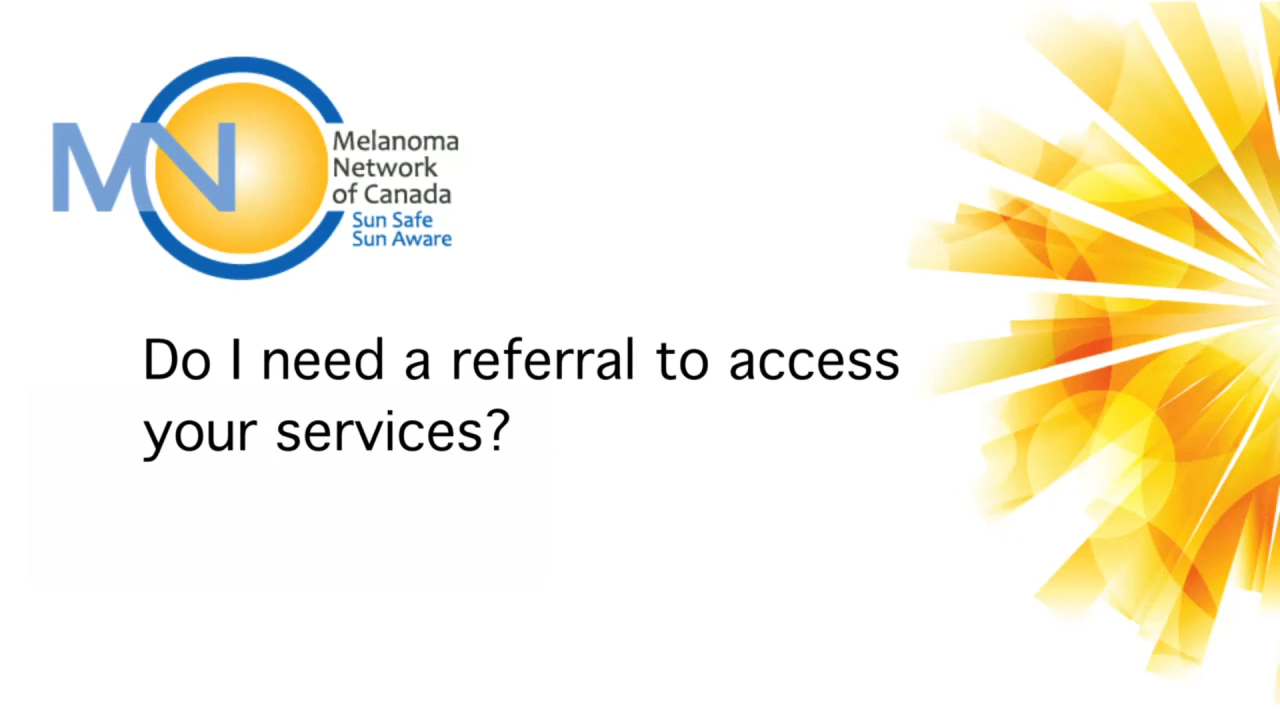 MN
Melanoma
Network
of Canada
Sun Safe
Sun Aware
Do I need a referral to access
your services?